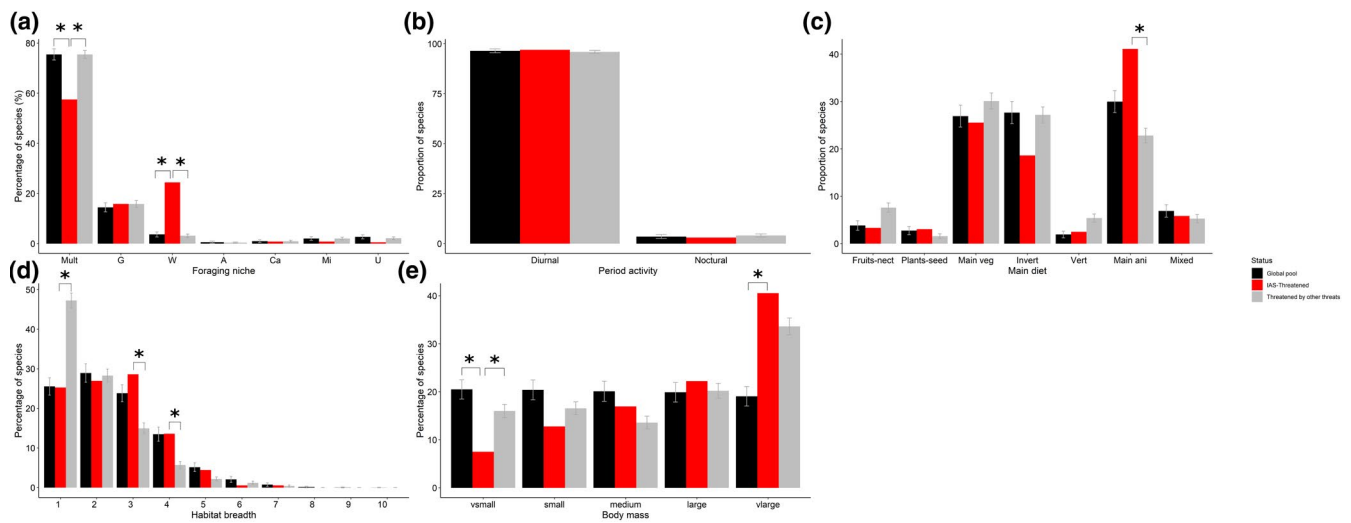 (a)
* *
* *
Percentage of species (%)
80
60
40
20
0
Mult G W A Ca Mi U
Foraging niche
(b)
Proportion of species
100
75
50
25
0
Diurnal Noctural
Period activity
(c)
*
Proportion of species
40
30
20
10
0
Fruits-nect Plants-seed Main veg Invert Vert Main ani Mixed
Main diet
Status
Global pool
IAS-Threatened
Threatened by other threats
(d)
*
*
*
Percentage of species
50
40
30
20
10
0
1 2 3 4 5 6 7 8 9 10
Habitat breadth
(e)
* *
*
Percentage of species
40
30
20
10
0
vsmall small medium large vlarge
Body mass